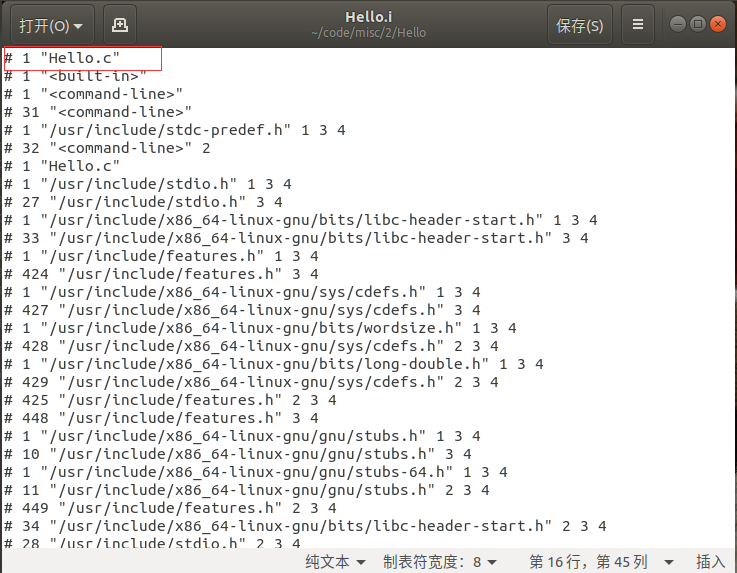 打开(O)
Hello.i
~/code/misc/2/Hello
保存(S)
# 1 "Hello.c"
# 1 "<built-in>"
# 1 "<command-line>"
# 31 "<command-line>"
# 1 "/usr/include/stdc-predef.h" 1 3 4
# 32 "<command-line>" 2
# 1 "Hello.c"
# 1 "/usr/include/stdio.h" 1 3 4
# 27 "/usr/include/stdio.h" 3 4
# 1 "/usr/include/x86_64-linux-gnu/bits/libc-header-start.h" 1 3 4
# 33 "/usr/include/x86_64-linux-gnu/bits/libc-header-start.h" 3 4
# 1 "/usr/include/features.h" 1 3 4
# 424 "/usr/include/features.h" 3 4
# 1 "/usr/include/x86_64-linux-gnu/sys/cdefs.h" 1 3 4
# 427 "/usr/include/x86_64-linux-gnu/sys/cdefs.h" 3 4
# 1 "/usr/include/x86_64-linux-gnu/bits/wordsize.h" 1 3 4
# 428 "/usr/include/x86_64-linux-gnu/sys/cdefs.h" 2 3 4
# 1 "/usr/include/x86_64-linux-gnu/bits/long-double.h" 1 3 4
# 429 "/usr/include/x86_64-linux-gnu/sys/cdefs.h" 2 3 4
# 425 "/usr/include/features.h" 2 3 4
# 448 "/usr/include/features.h" 3 4
# 1 "/usr/include/x86_64-linux-gnu/gnu/stubs.h" 1 3 4
# 10 "/usr/include/x86_64-linux-gnu/gnu/stubs.h" 3 4
# 1 "/usr/include/x86_64-linux-gnu/gnu/stubs-64.h" 1 3 4
# 11 "/usr/include/x86_64-linux-gnu/gnu/stubs.h" 2 3 4
# 449 "/usr/include/features.h" 2 3 4
# 34 "/usr/include/x86_64-linux-gnu/bits/libc-header-start.h" 2 3 4
# 28 "/usr/include/stdio.h" 2 3 4
纯文本 制表符宽度：8 第 16 行，第 45 列 插入